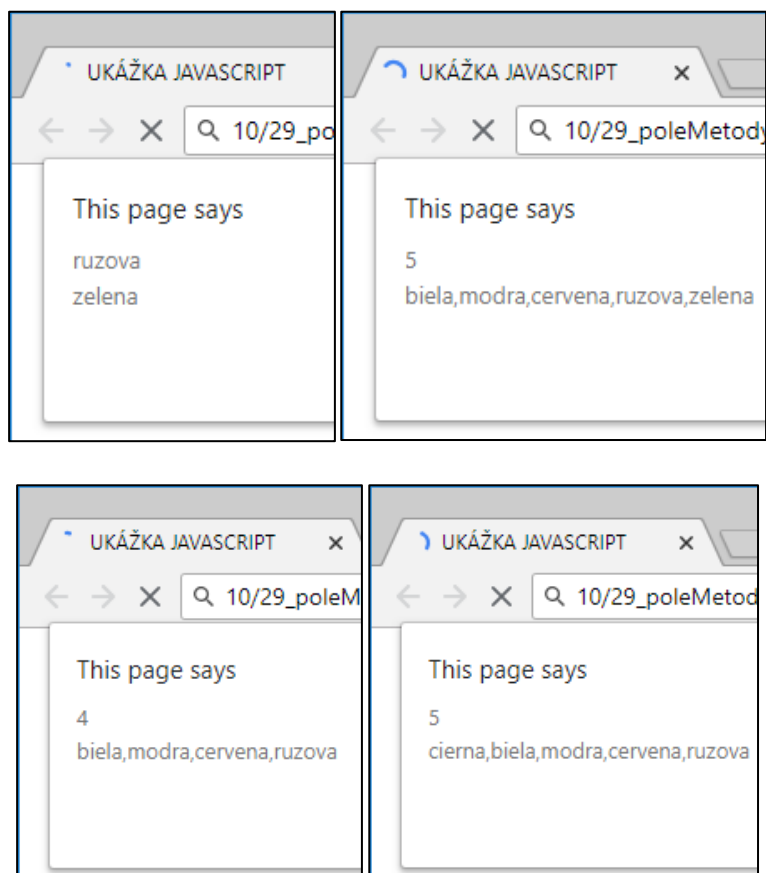 UKÁŽKA JAVASCRIPT
10/29_po
This page says
ruzova
zelena
UKÁŽKA JAVASCRIPT
10/29_poleMetody
This page says
5
biela,modra,cervena,ruzova,zelena
UKÁŽKA JAVASCRIPT
10/29_poleM
This page says
4
biela,modra,cervena,ruzova
UKÁŽKA JAVASCRIPT
10/29_poleMetod
This page says
5
cierna,biela,modra,cervena,ruzova